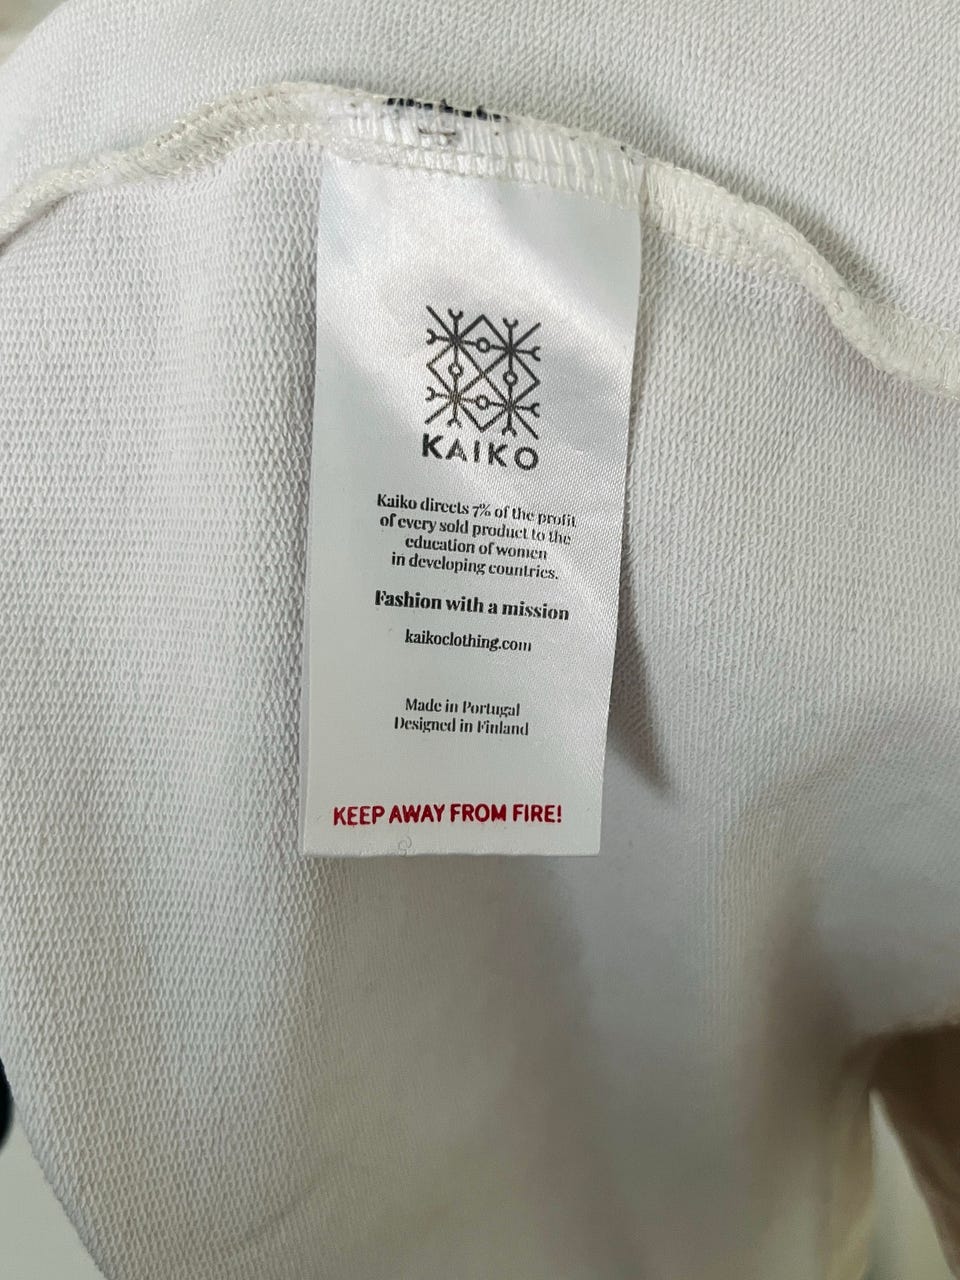 KAIKO
Kaiko directs 7% of the profit
of every sold product to the
education of women
in developing countries.
Fashion with a mission
kaikoclothing.com
Made in Portugal
Designed in Finland
KEEP AWAY FROM FIRE!